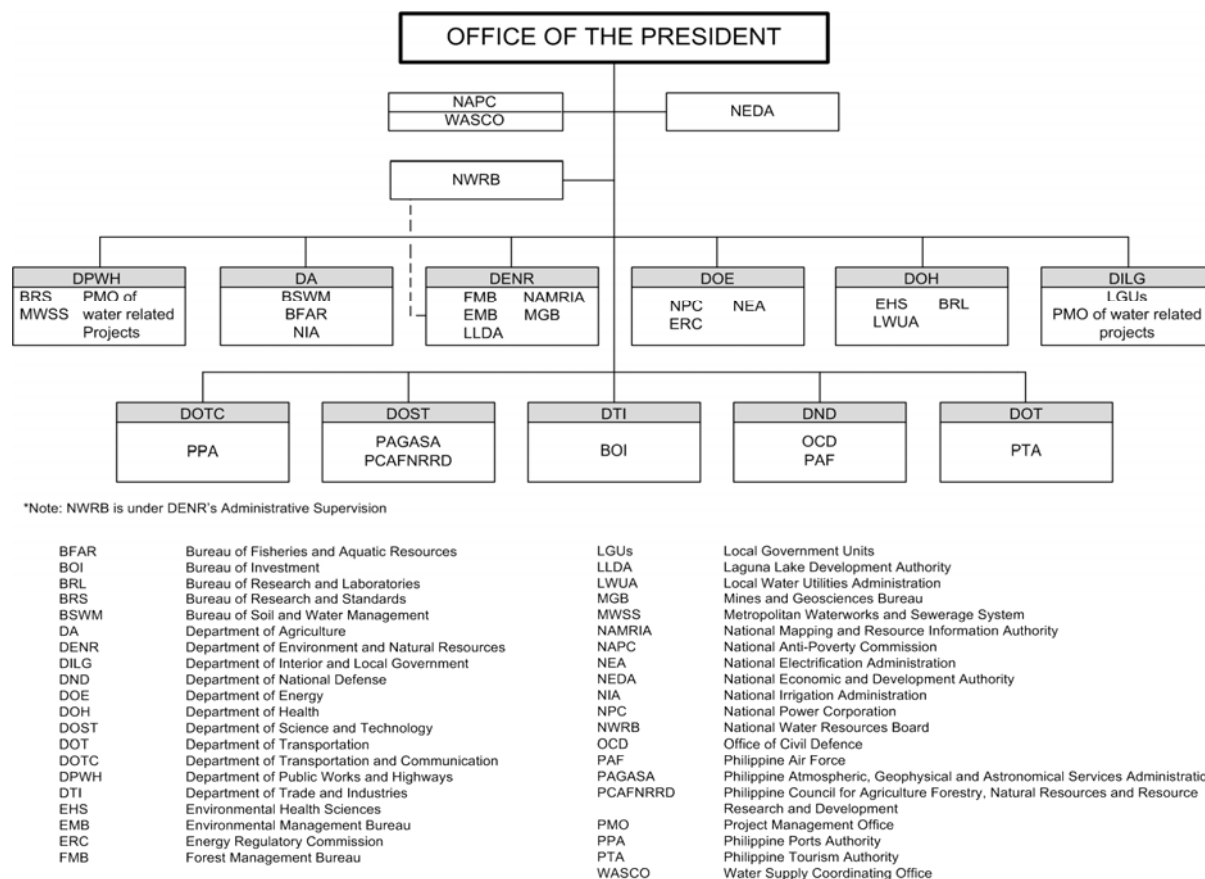 OFFICE OF THE PRESIDENT
NAPC
WASCO
NEDA
NWRB
DPWH
BRS PMO of
MWSS water related
Projects
DA
BSWM
BFAR
NIA
DENR
FMB NAMRIA
EMB MGB
LLDA
DOE
NPC NEA
ERC
DOH
EHS BRL
LWUA
DILG
LGUs
PMO of water related
projects
DOTC
PPA
DOST
PAGASA
PCAFNRRD
DTI
BOI
DND
OCD
PAF
DOT
PTA
*Note: NWRB is under DENR's Administrative Supervision
BFAR Bureau of Fisheries and Aquatic Resources
BOI Bureau of Investment
BRL Bureau of Research and Laboratories
BRS Bureau of Research and Standards
BSWM Bureau of Soil and Water Management
DA Department of Agriculture
DENR Department of Environment and Natural Resources
DILG Department of Interior and Local Government
DND Department of National Defense
DOE Department of Energy
DOH Department of Health
DOST Department of Science and Technology
DOT Department of Transportation
DOTC Department of Transportation and Communication
DPWH Department of Public Works and Highways
DTI Department of Trade and Industries
EHS Environmental Health Sciences
EMB Environmental Management Bureau
ERC Energy Regulatory Commission
FMB Forest Management Bureau
LGUs Local Government Units
LLDA Laguna Lake Development Authority
LWUA Local Water Utilities Administration
MGB Mines and Geosciences Bureau
MWSS Metropolitan Waterworks and Sewerage System
NAMRIA National Mapping and Resource Information Authority
NAPC National Anti-Poverty Commission
NEA National Electrification Administration
NEDA National Economic and Development Authority
NIA National Irrigation Administration
NPC National Power Corporation
NWRB National Water Resources Board
OCD Office of Civil Defence
PAF Philippine Air Force
PAGASA Philippine Atmospheric, Geophysical and Astronomical Services Administratio
PCAFNRRD Philippine Council for Agriculture Forestry, Natural Resources and Resource
Research and Development
PMO Project Management Office
PPA Philippine Ports Authority
PTA Philippine Tourism Authority
WASCO Water Supply Coordinating Office